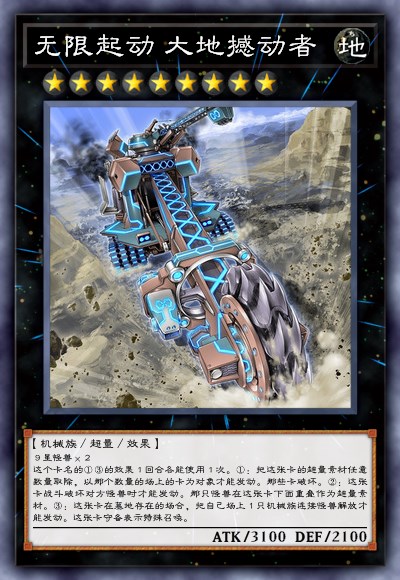 无限起动 大地撼动者
地
【机械族/超量/效果】
9星怪兽×2
这个卡名的①③的效果1回合各能使用1次。①：把这张卡的超量素材任意
数量取除，以那个数量的场上的卡为对象才能发动。那些卡破坏。②：这张
卡战斗破坏对方怪兽时才能发动。那只怪兽在这张卡下面重叠作为超量素
材。③：这张卡在墓地存在的场合，把自己场上1只机械族连接怪兽解放才
能发动。这张卡守备表示特殊召唤。
ATK/3100 DEF/2100